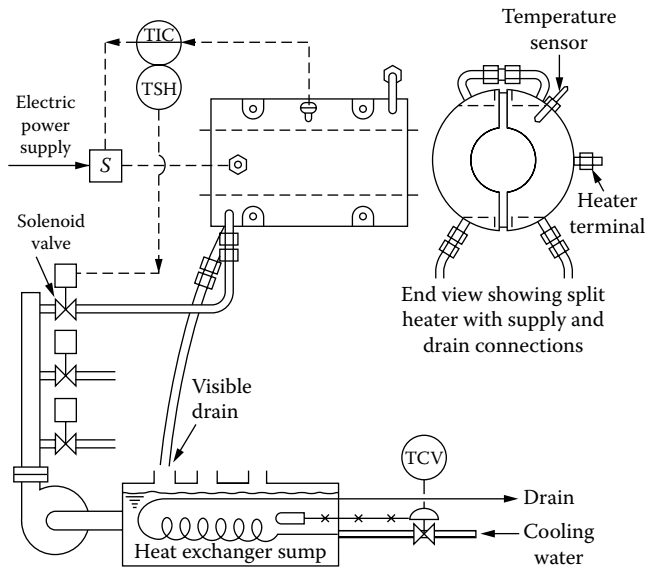 TIC
TSH
Temperature
sensor
Electric
power
supply
S
Heater
terminal
Solenoid
valve
End view showing split
heater with supply and
drain connections
Visible
drain
TCV
Drain
Heat exchanger sump
Cooling
water